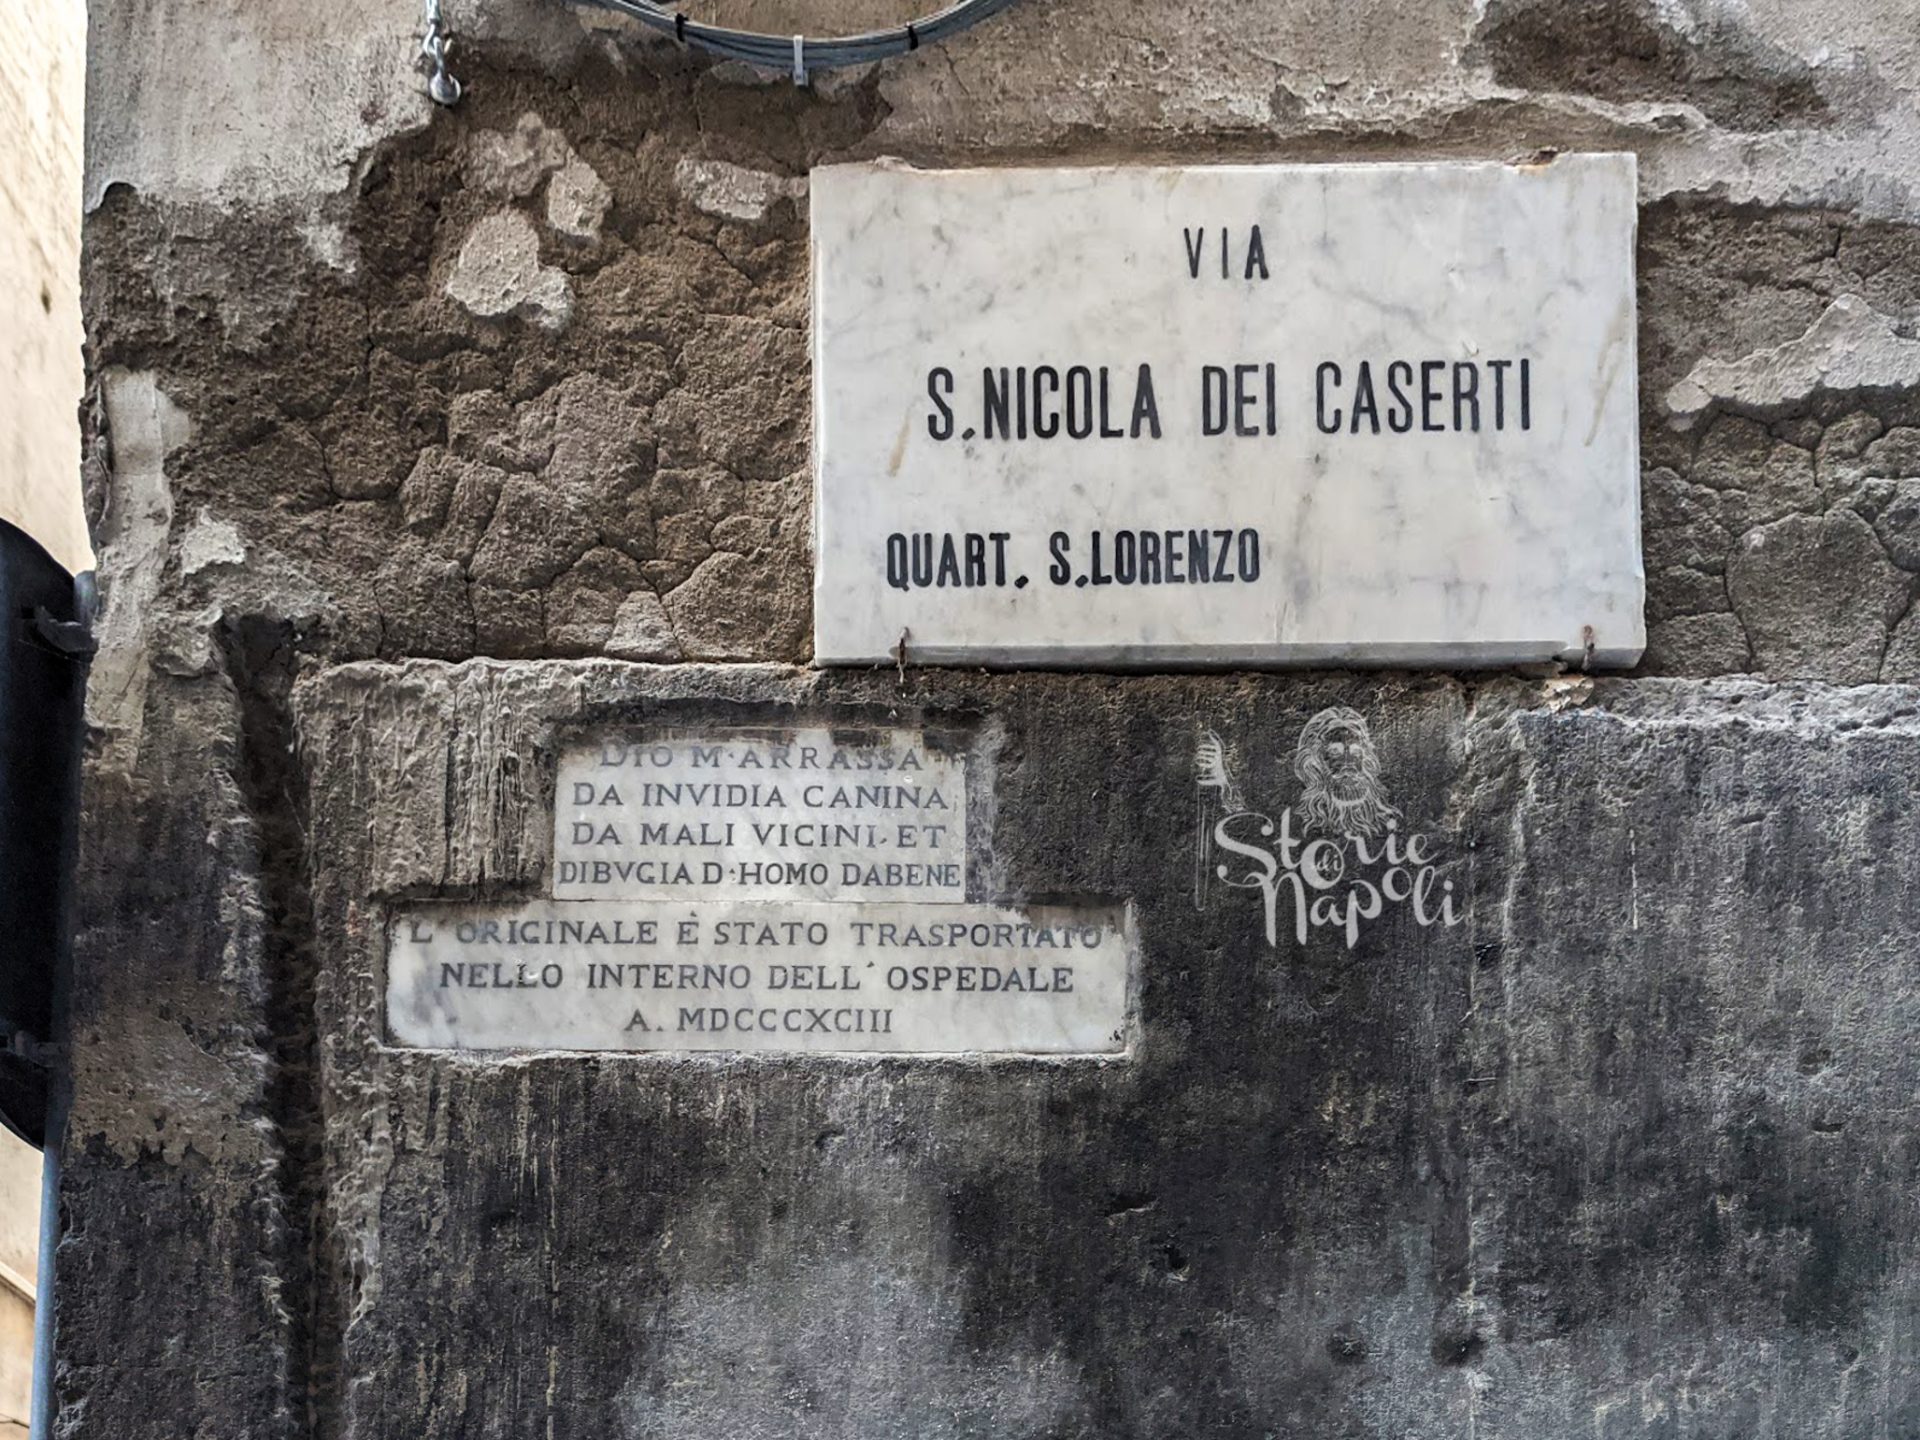 VIA
S. NICOLA DEI CASERTI
QUART. S. LORENZO
DIO M·ARRASSA
DA INVIDIA CANINA
DA MALI VICINI·ET
DIBVGIA D·HOMO DABENE
L' ORIGINALE È STATO TRASPORTATO
NELLO INTERNO DELL' OSPEDALE
A. MDCCCXCIII
Storie
di
Napoli